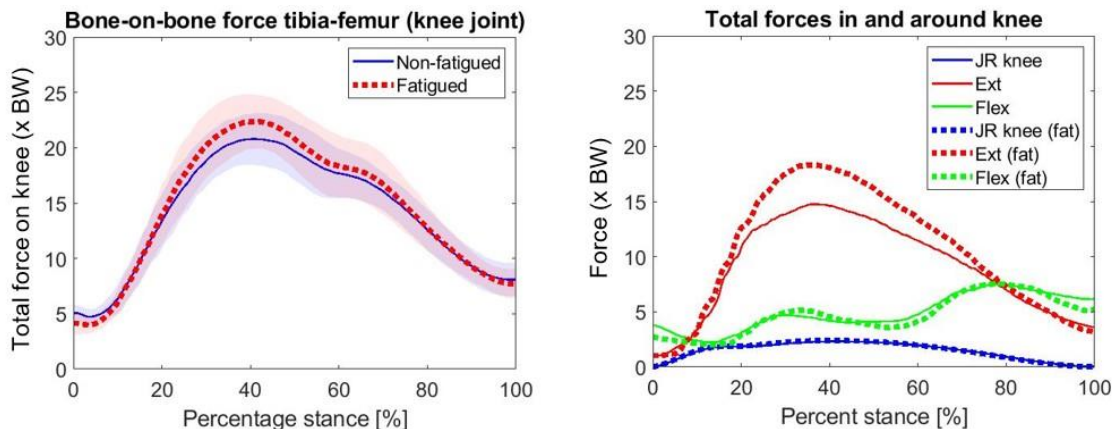 Bone-on-bone force tibia-femur (knee joint)
30
25
20
15
10
5
0
Total force on knee (x BW)
Non-fatigued
Fatigued
0 20 40 60 80 100
Percentage stance [%]
Total forces in and around knee
30
25
20
15
10
5
0
Force (x BW)
JR knee
Ext
Flex
JR knee (fat)
Ext (fat)
Flex (fat)
0 20 40 60 80 100
Percent stance [%]